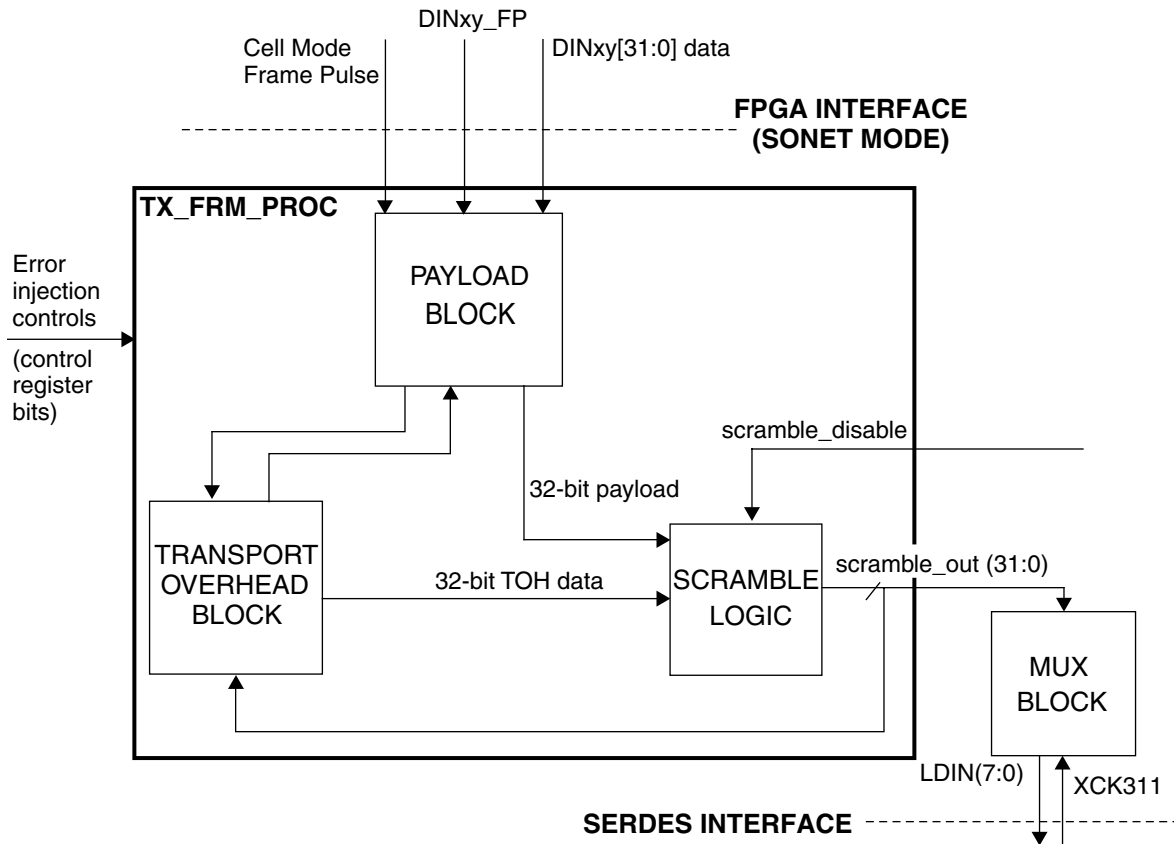 DINxy_FP
Cell Mode
Frame Pulse
DINxy[31:0] data
FPGA INTERFACE
(SONET MODE)
TX_FRM_PROC
PAYLOAD
BLOCK
Error
injection
controls
(control
register
bits)
scramble_disable
32-bit payload
TRANSPORT
OVERHEAD
BLOCK
32-bit TOH data
SCRAMBLE
LOGIC
scramble_out (31:0)
MUX
BLOCK
LDIN(7:0)
XCK311
SERDES INTERFACE